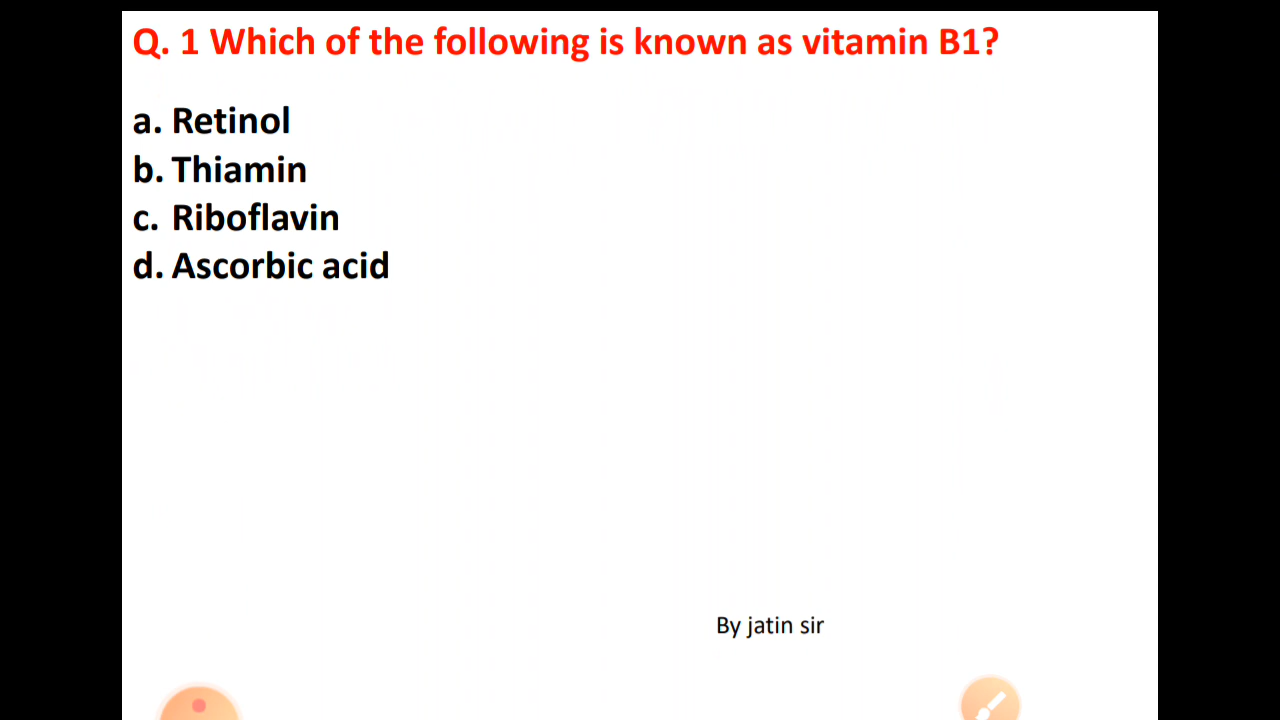 Q. 1 Which of the following is known as vitamin B1?
a. Retinol
b. Thiamin
c. Riboflavin
d. Ascorbic acid
By jatin sir